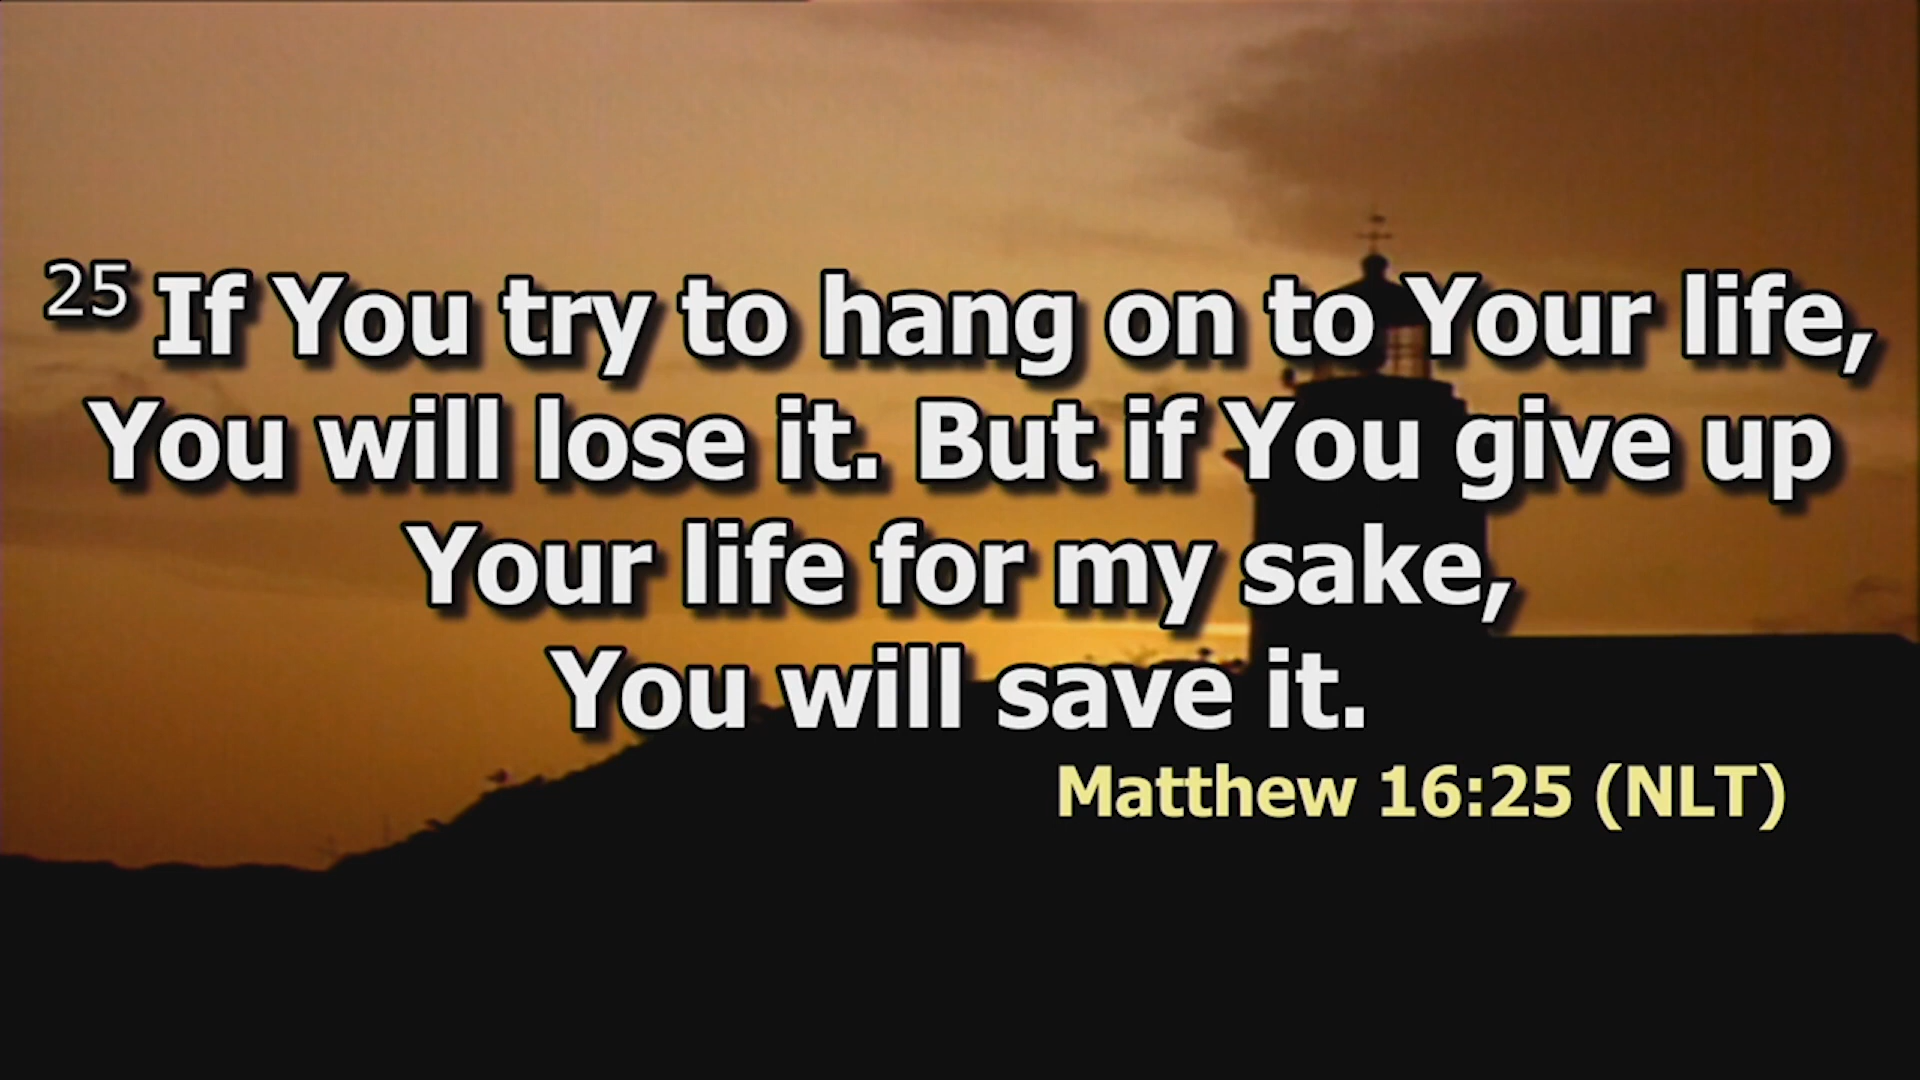 25 If You try to hang on to Your life,
You will lose it. But if You give up
Your life for my sake,
You will save it.
Matthew 16:25 (NLT)